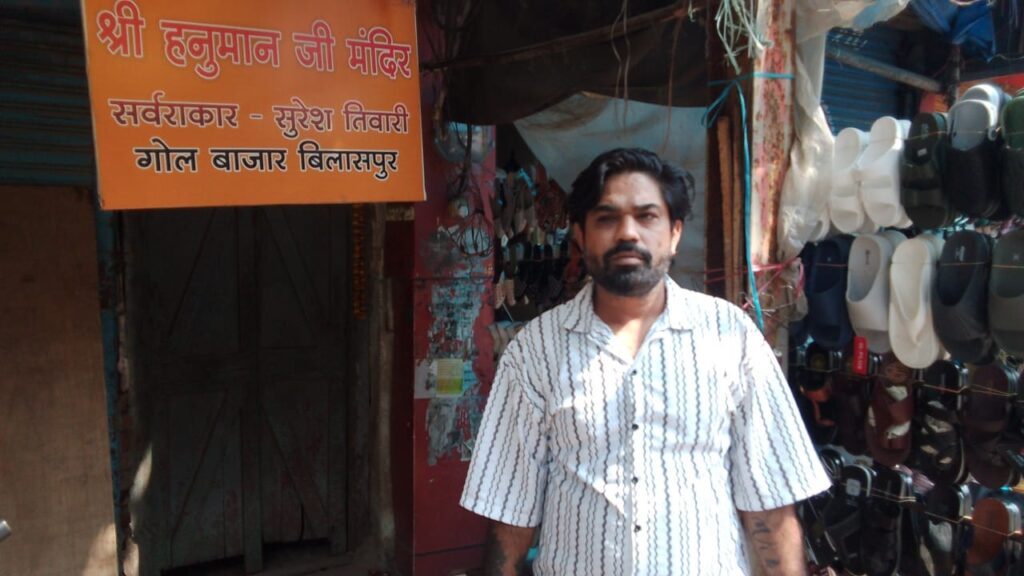 श्री हनुमान जी मंदिर
सर्वराकार - सुरेश तिवारी
गोल बाजार बिलासपुर